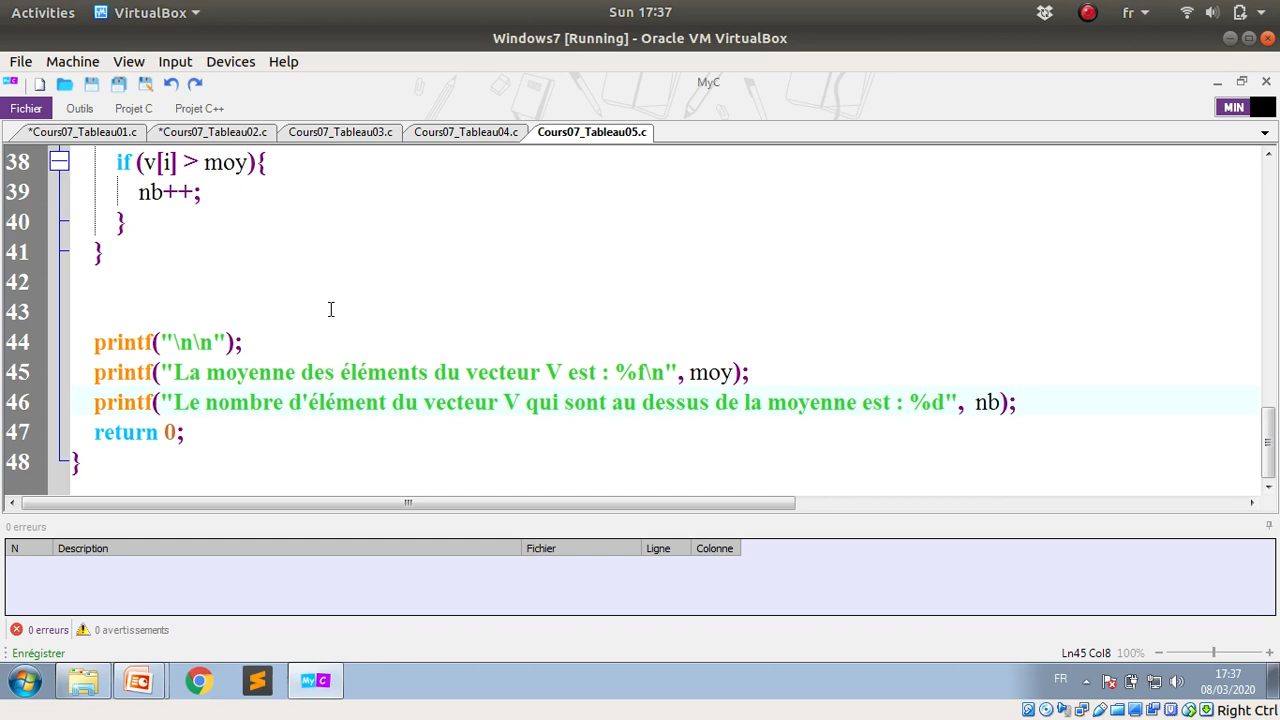 Activities VirtualBox Sun 17:37 fr
Windows7 [Running] - Oracle VM VirtualBox
File Machine View Input Devices Help
MyC
Fichier Outils Projet C Projet C++ MIN
*Cours07_Tableau01.c *Cours07_Tableau02.c Cours07_Tableau03.c Cours07_Tableau04.c Cours07_Tableau05.c
38 if (v[i] > moy){
39 nb++;
40 }
41 }
42
43
44 printf("\n\n");
45 printf("La moyenne des éléments du vecteur V est : %f\n", moy);
46 printf("Le nombre d'élément du vecteur V qui sont au dessus de la moyenne est : %d", nb);
47 return 0;
48 }
0 erreurs
N Description Fichier Ligne Colonne
0 erreurs 0 avertissements
Enrégistrer Ln45 Col8 100%
MyC FR 17:37
08/03/2020
Right Ctrl